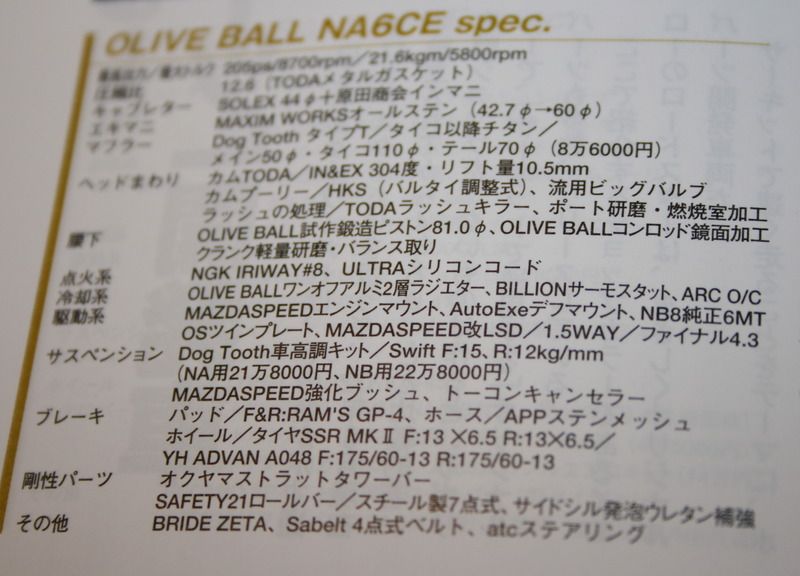 OLIVE BALL NA6CE spec.
最高出力/最大トルク 205ps/8700rpm/21.6kgm/5800rpm
圧縮比 12.6（TODAメタルガスケット）
キャブレター SOLEX 44φ＋原田商会インマニ
エキマニ MAXIM WORKSオールステン（42.7φ→60φ）
マフラー Dog Tooth タイプT/タイコ以降チタン/
メイン50φ・タイコ110φ・テール70φ（8万6000円）
ヘッドまわり カムTODA/IN&EX 304度・リフト量10.5mm
カムプーリー/HKS（バルタイ調整式）、流用ビッグバルブ
ラッシュの処理/TODAラッシュキラー、ポート研磨・燃焼室加工
腰下 OLIVE BALL試作鍛造ピストン81.0φ、OLIVE BALLコンロッド鏡面加工
クランク軽量研磨・バランス取り
点火系 NGK IRIWAY#8、ULTRAシリコンコード
冷却系 OLIVE BALLワンオフアルミ2層ラジエター、BILLIONサーモスタット、ARC O/C
駆動系 MAZDASPEEDエンジンマウント、AutoExeデフマウント、NB8純正6MT
OSツインプレート、MAZDASPEED改LSD/1.5WAY/ファイナル4.3
サスペンション Dog Tooth車高調キット/Swift F:15、R:12kg/mm
（NA用21万8000円、NB用22万8000円）
MAZDASPEED強化ブッシュ、トーコンキャンセラー
ブレーキ パッド/F&R:RAM'S GP-4、ホース/APPステンメッシュ
ホイール/タイヤSSR MKⅡ F:13×6.5 R:13×6.5/
YH ADVAN A048 F:175/60-13 R:175/60-13
剛性パーツ オクヤマストラットタワーバー
SAFETY21ロールバー/スチール製7点式、サイドシル発泡ウレタン補強
その他 BRIDE ZETA、Sabelt 4点式ベルト、atcステアリング